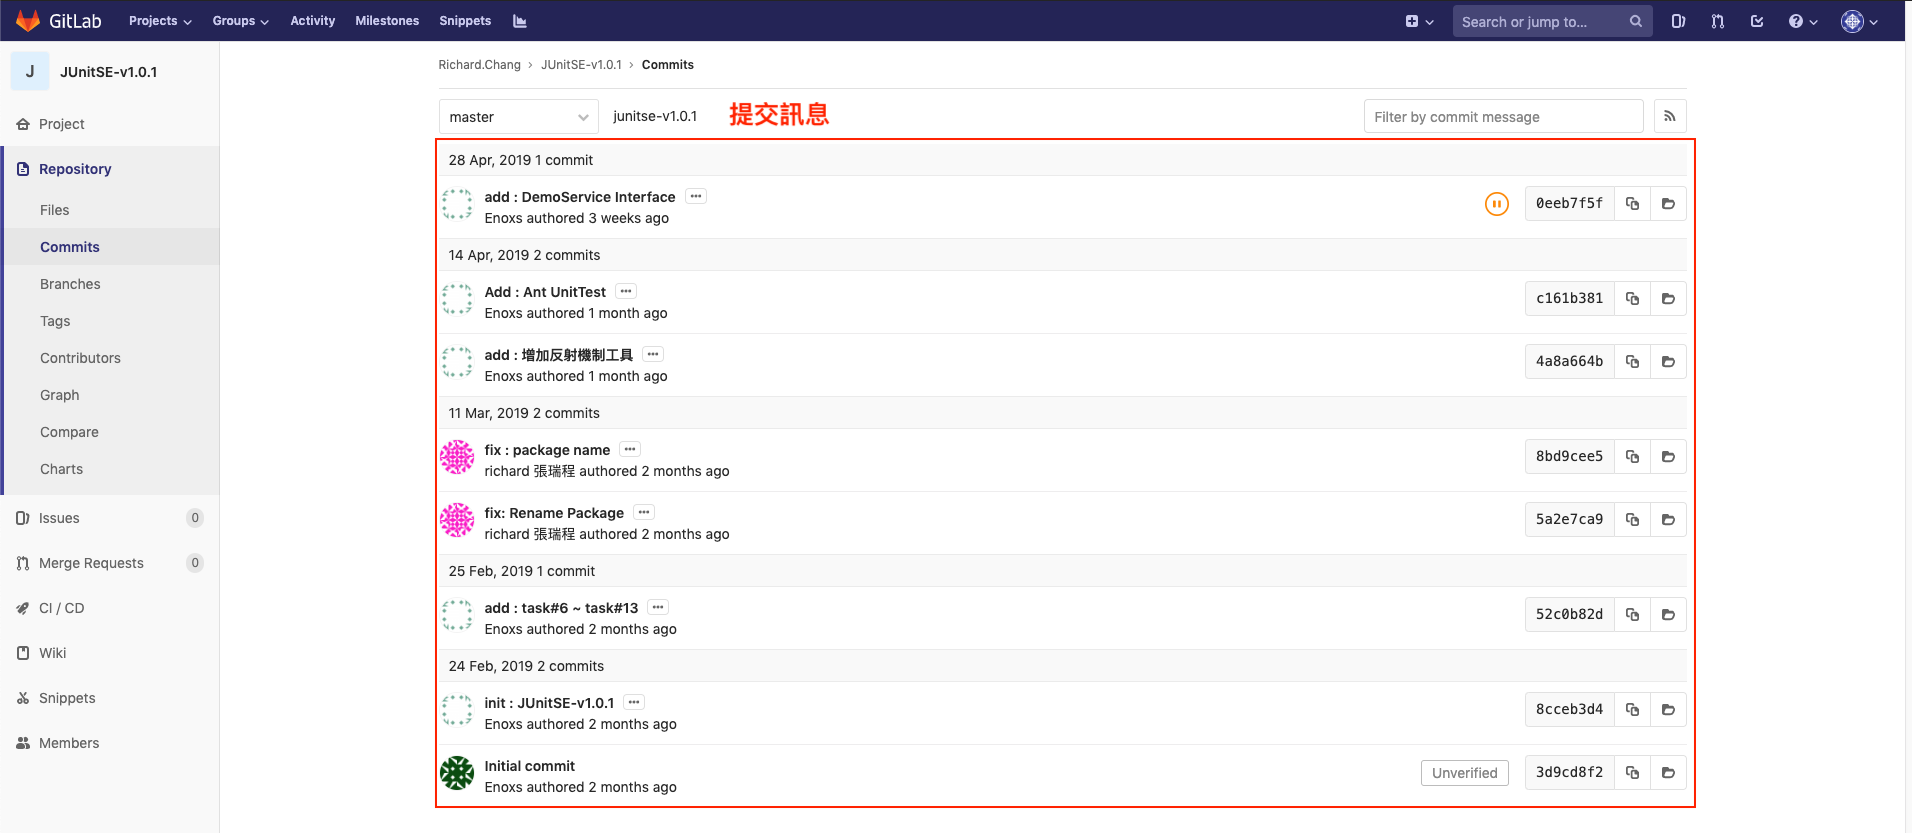 GitLab Projects Groups Activity Milestones Snippets Search or jump to...
J JUnitSE-v1.0.1
Project
Repository
Files
Commits
Branches
Tags
Contributors
Graph
Compare
Charts
Issues 0
Merge Requests 0
CI / CD
Wiki
Snippets
Members
Richard.Chang › JUnitSE-v1.0.1 › Commits
master junitse-v1.0.1 提交訊息 Filter by commit message
28 Apr, 2019 1 commit
add : DemoService Interface ...
Enoxs authored 3 weeks ago
0eeb7f5f
14 Apr, 2019 2 commits
Add : Ant UnitTest ...
Enoxs authored 1 month ago
c161b381
add : 增加反射機制工具 ...
Enoxs authored 1 month ago
4a8a664b
11 Mar, 2019 2 commits
fix : package name ...
richard 張瑞程 authored 2 months ago
8bd9cee5
fix: Rename Package ...
richard 張瑞程 authored 2 months ago
5a2e7ca9
25 Feb, 2019 1 commit
add : task#6 ~ task#13 ...
Enoxs authored 2 months ago
52c0b82d
24 Feb, 2019 2 commits
init : JUnitSE-v1.0.1 ...
Enoxs authored 2 months ago
8cceb3d4
Initial commit
Enoxs authored 2 months ago
Unverified 3d9cd8f2